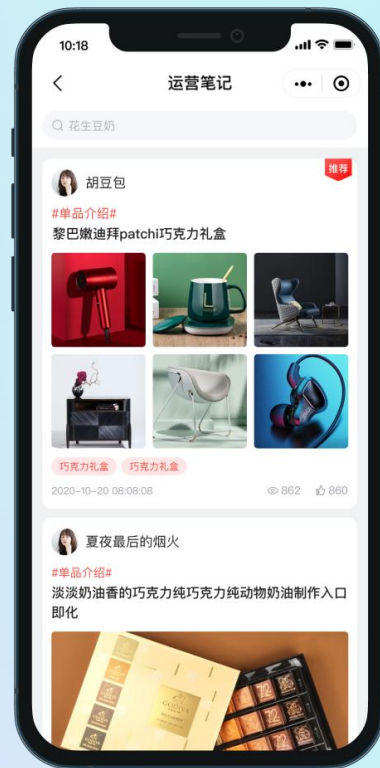 10:18
运营笔记
花生豆奶
推荐
胡豆包
#单品介绍#
黎巴嫩迪拜patchi巧克力礼盒
巧克力礼盒 巧克力礼盒
2020-10-20 08:08:08 862 860
夏夜最后的烟火
#单品介绍#
淡淡奶油香的巧克力纯巧克力纯动物奶油制作入口
即化
GODIVA
72
72